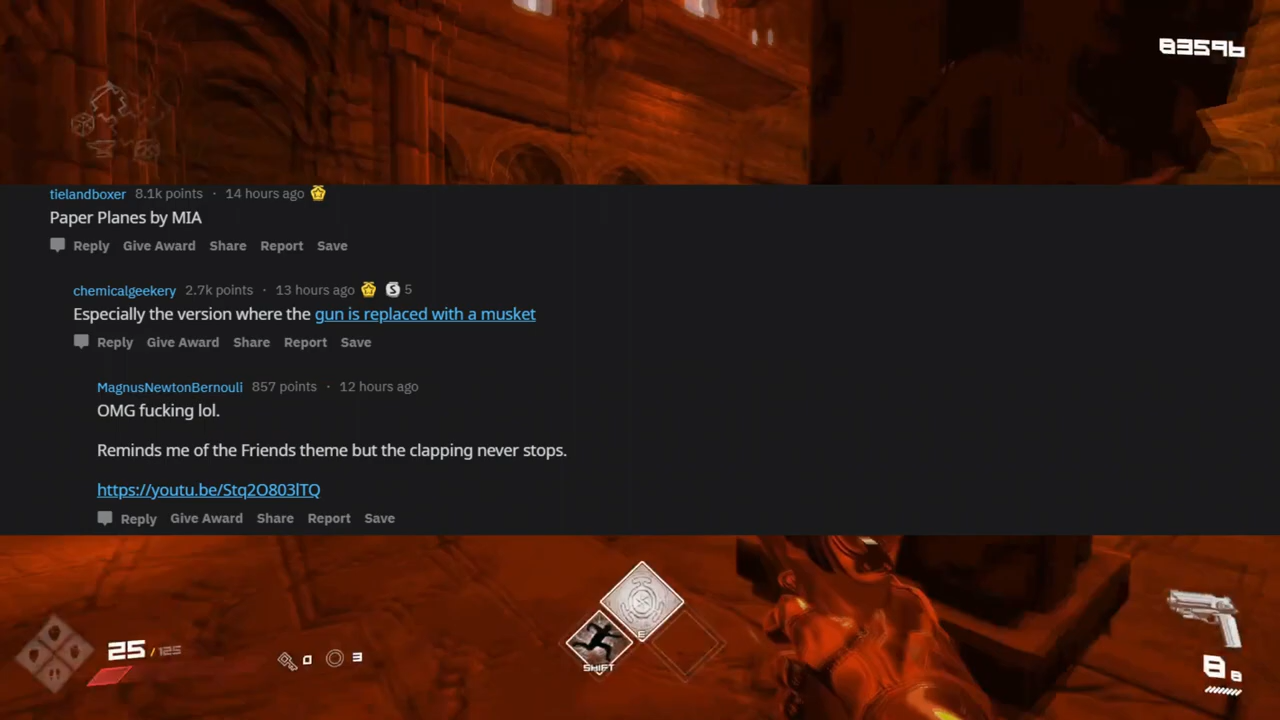 83596
tielandboxer 8.1k points · 14 hours ago
Paper Planes by MIA
Reply Give Award Share Report Save
chemicalgeekery 2.7k points · 13 hours ago S 5
Especially the version where the gun is replaced with a musket
Reply Give Award Share Report Save
MagnusNewtonBernouli 857 points · 12 hours ago
OMG fucking lol.
Reminds me of the Friends theme but the clapping never stops.
https://youtu.be/Stq2O803lTQ
Reply Give Award Share Report Save
E
25 / 125
0 3
SHIFT
8 8